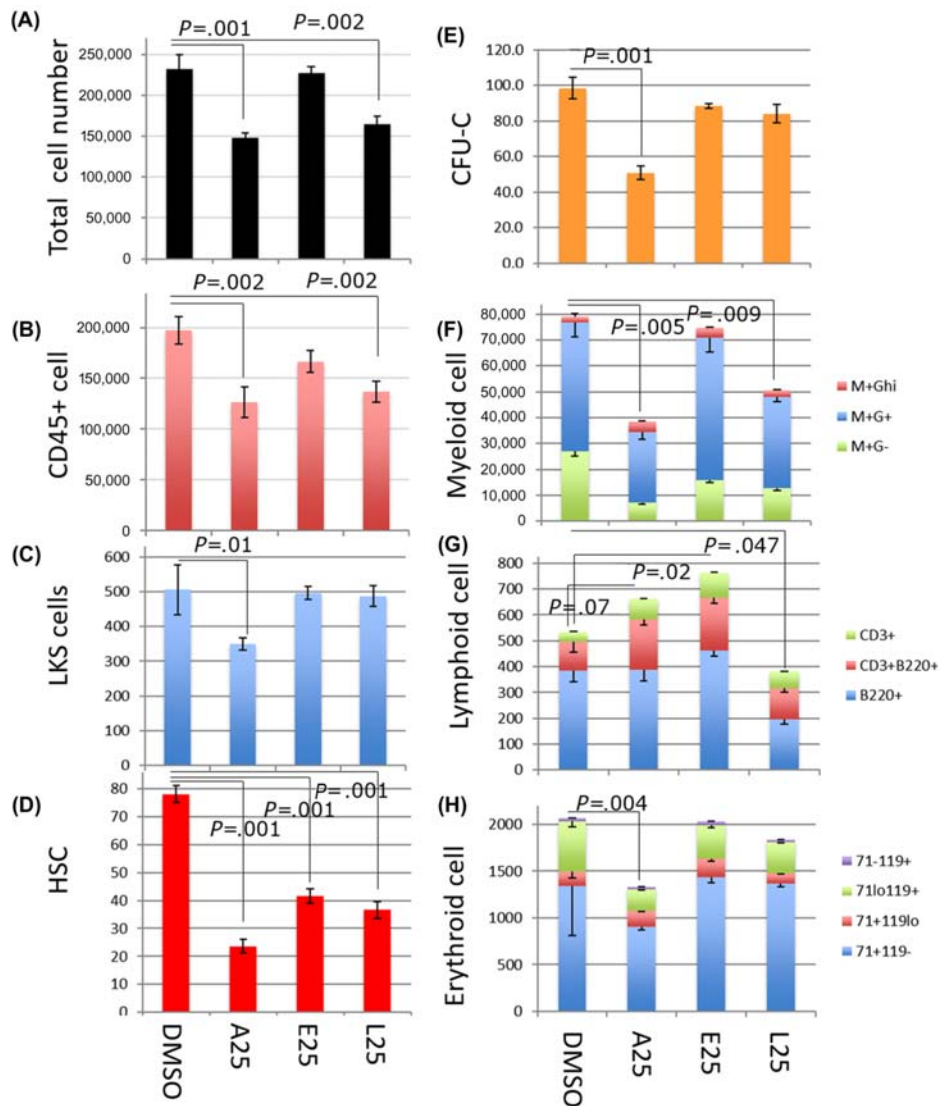 (A)
P=.001
P=.002
Total cell number
250,000
200,000
150,000
100,000
50,000
0
(B)
P=.002
P=.002
CD45+ cell
200,000
150,000
100,000
50,000
0
(C)
P=.01
LKS cells
600
500
400
300
200
100
0
(D)
P=.001
P=.001
P=.001
HSC
80
70
60
50
40
30
20
10
0
DMSO
A25
E25
L25
(E)
P=.001
CFU-C
120.0
100.0
80.0
60.0
40.0
20.0
0.0
(F)
P=.005
P=.009
Myeloid cell
80,000
70,000
60,000
50,000
40,000
30,000
20,000
10,000
0
M+Ghi
M+G+
M+G-
(G)
P=.047
P=.02
P=.07
Lymphoid cell
800
700
600
500
400
300
200
100
0
CD3+
CD3+B220+
B220+
(H)
P=.004
Erythroid cell
2000
1500
1000
500
0
71-119+
71lo119+
71+119lo
71+119-
DMSO
A25
E25
L25